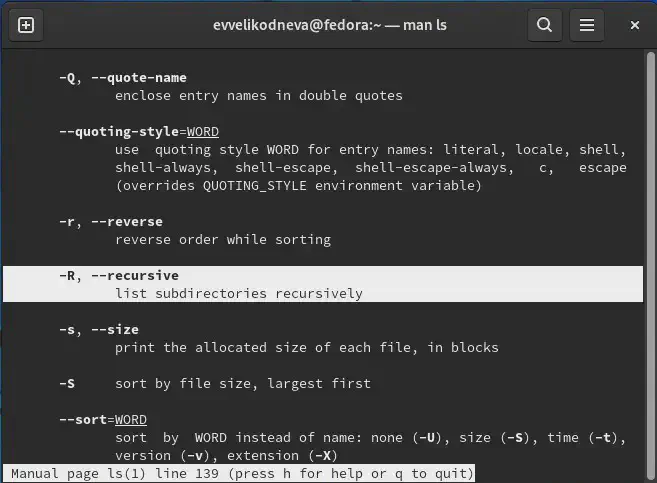 evvelikodneva@fedora:~ — man ls
-Q, --quote-name
enclose entry names in double quotes
--quoting-style=WORD
use  quoting style WORD for entry names: literal, locale, shell,
shell-always,  shell-escape,  shell-escape-always,  c,  escape
(overrides QUOTING_STYLE environment variable)
-r, --reverse
reverse order while sorting
-R, --recursive
list subdirectories recursively
-s, --size
print the allocated size of each file, in blocks
-S     sort by file size, largest first
--sort=WORD
sort  by  WORD instead of name: none (-U), size (-S), time (-t),
version (-v), extension (-X)
Manual page ls(1) line 139 (press h for help or q to quit)